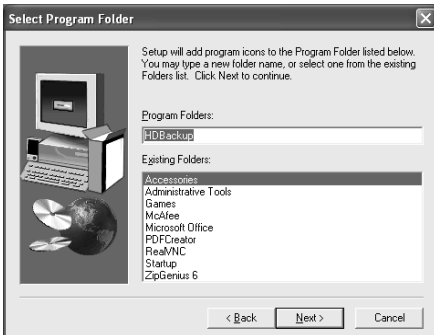 Select Program Folder
Setup will add program icons to the Program Folder listed below.
You may type a new folder name, or select one from the existing
Folders list. Click Next to continue.
Program Folders:
HDBackup
Existing Folders:
Accessories
Administrative Tools
Games
McAfee
Microsoft Office
PDFCreator
RealVNC
Startup
ZipGenius 6
< Back Next > Cancel